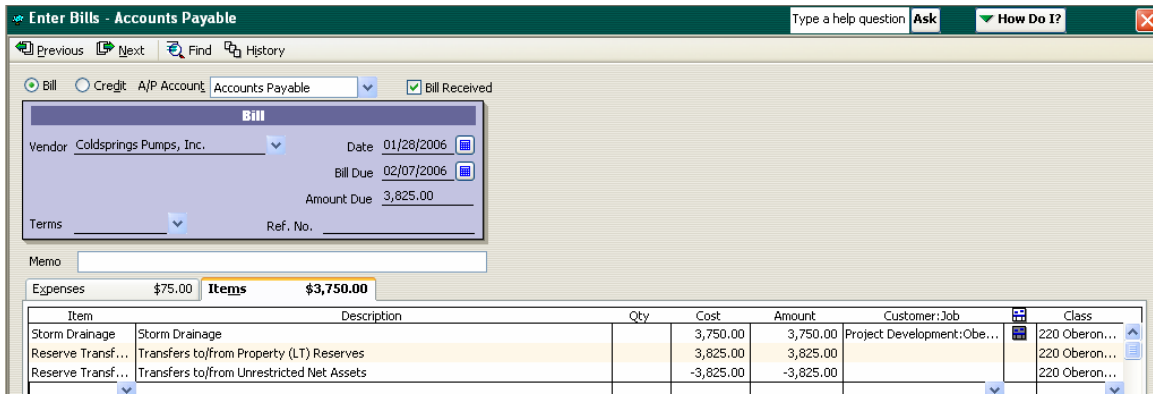 Enter Bills - Accounts Payable Type a help question Ask How Do I?
Previous Next Find History
Bill Credit A/P Account Accounts Payable Bill Received
Bill
Vendor Coldsprings Pumps, Inc. Date 01/28/2006
Bill Due 02/07/2006
Amount Due 3,825.00
Terms Ref. No.
Memo
Expenses $75.00 Items $3,750.00
Item Description Qty Cost Amount Customer:Job Class
Storm Drainage Storm Drainage 3,750.00 3,750.00 Project Development:Obe... 220 Oberon...
Reserve Transf... Transfers to/from Property (LT) Reserves 3,825.00 3,825.00 220 Oberon...
Reserve Transf... Transfers to/from Unrestricted Net Assets -3,825.00 -3,825.00 220 Oberon...